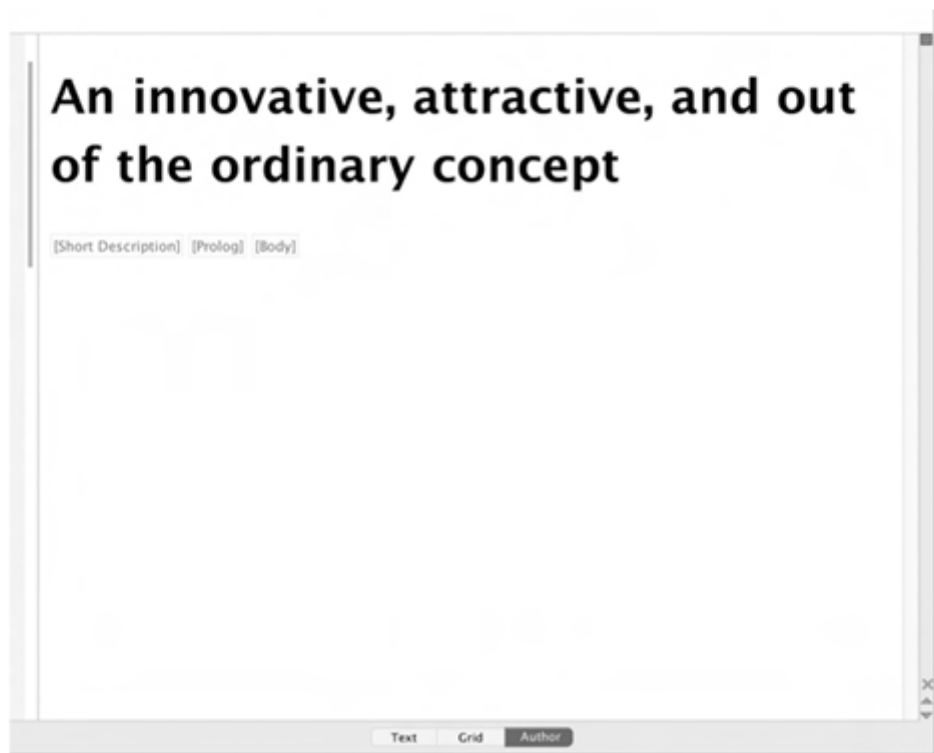 An innovative, attractive, and out
of the ordinary concept
[Short Description] [Prolog] [Body]
Text Grid Author